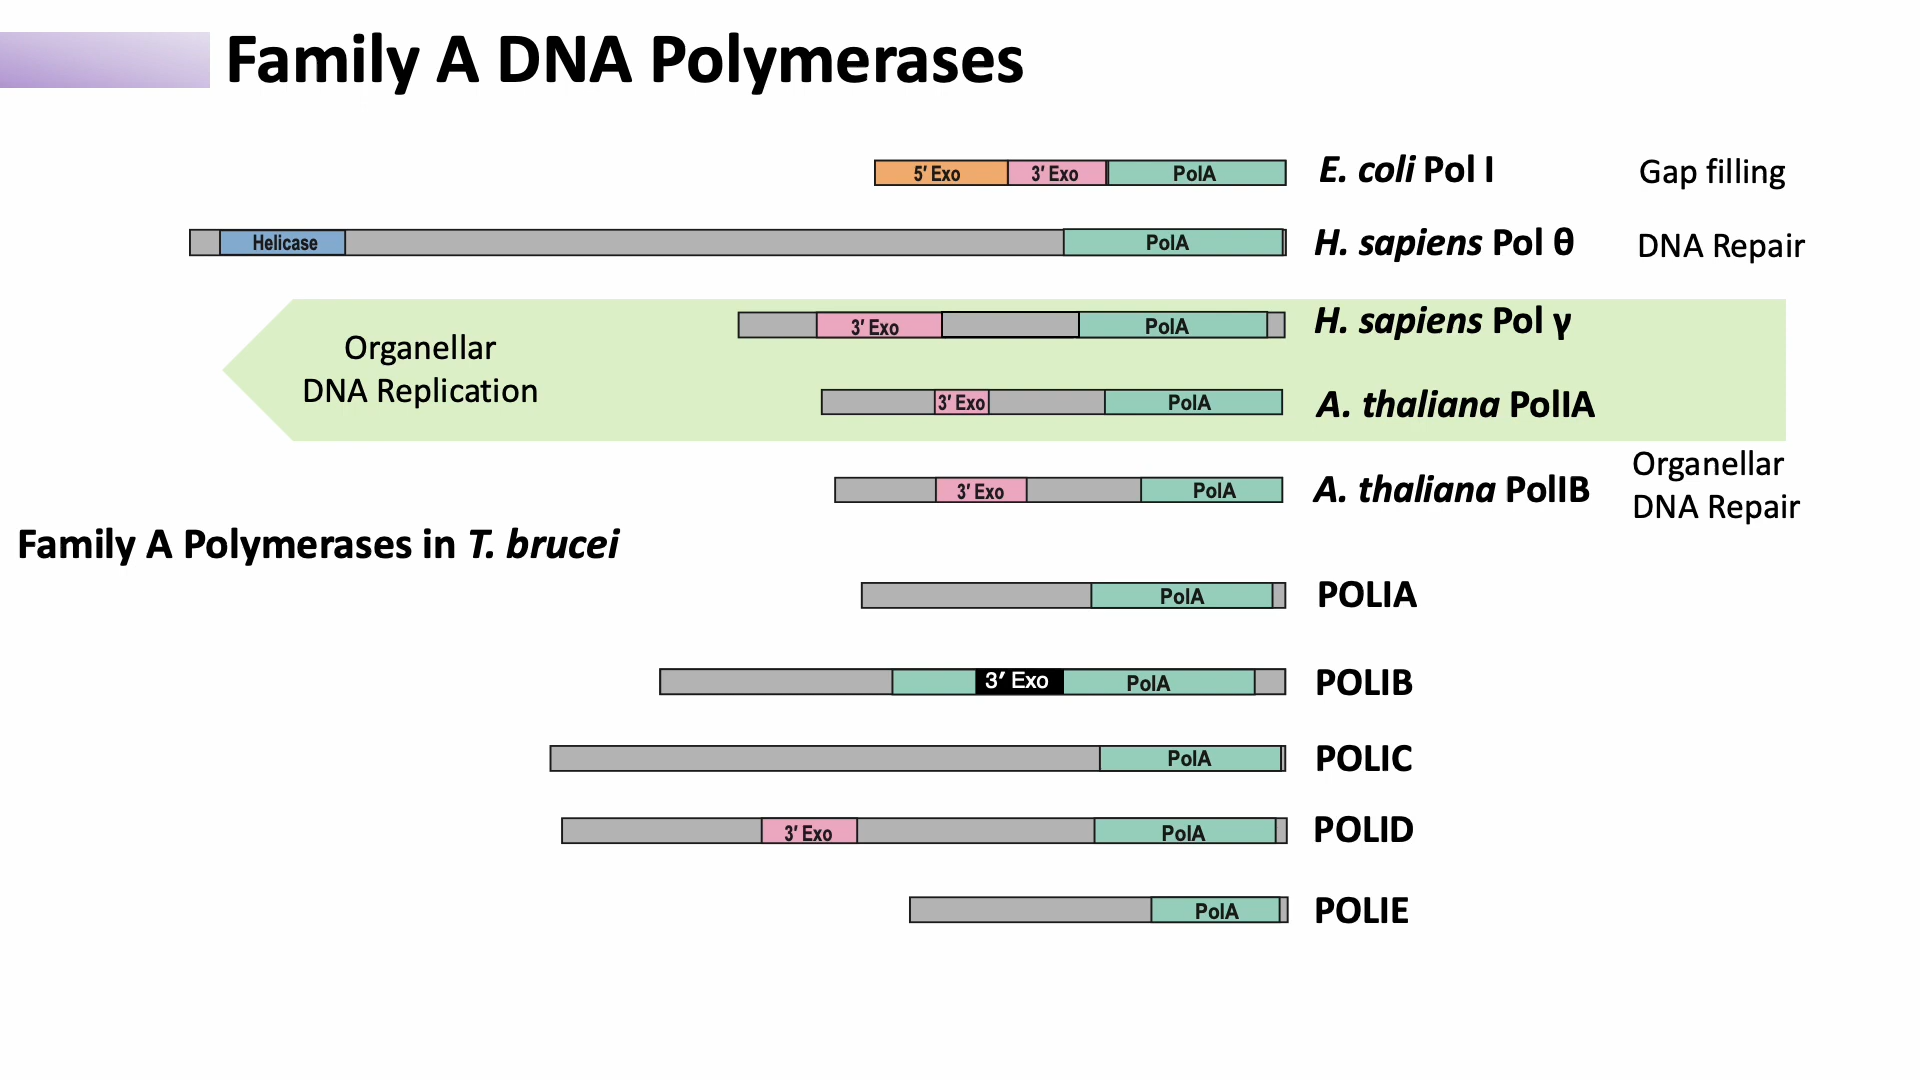 Family A DNA Polymerases
5′ Exo 3′ Exo PolA E. coli Pol I Gap filling
Helicase PolA H. sapiens Pol θ DNA Repair
3′ Exo PolA H. sapiens Pol γ
Organellar
DNA Replication
3′ Exo PolA A. thaliana PolIA
3′ Exo PolA A. thaliana PolIB
Organellar
DNA Repair
Family A Polymerases in T. brucei
PolA POLIA
3′ Exo PolA POLIB
PolA POLIC
3′ Exo PolA POLID
PolA POLIE